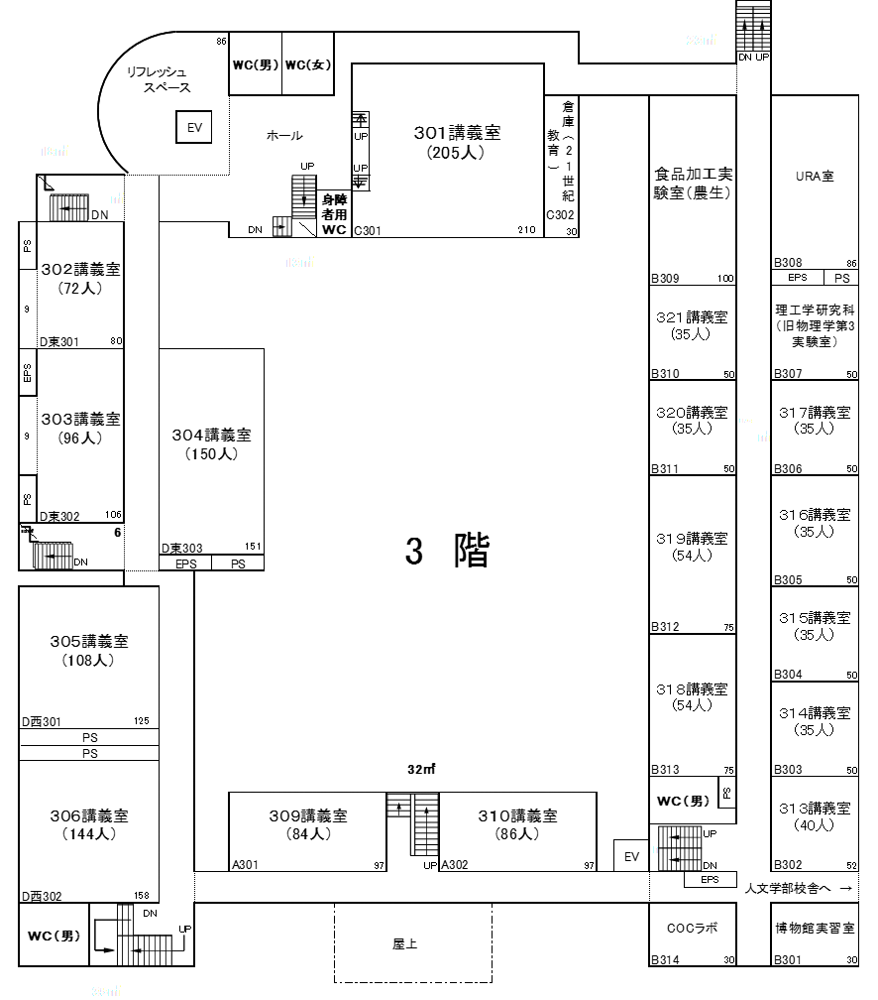 86
WC(男)
WC(女)
DN UP
リフレッシュ
スペース
EV
ホール
UP
UP
301講義室
(205人)
C301
210
倉庫(21世紀
教育)
C302
30
UP
DN
身障
者用
WC
食品加工実
験室(農生)
B309
100
URA室
B308
86
EPS
PS
DN
PS
302講義室
(72人)
9
D東301
80
EPS
303講義室
(96人)
9
PS
D東302
106
6
DN
304講義室
(150人)
D東303
151
EPS
PS
3 階
321講義室
(35人)
B310
50
理工学研究科
(旧物理学第3
実験室)
B307
50
320講義室
(35人)
B311
50
317講義室
(35人)
B306
50
319講義室
(54人)
B312
75
316講義室
(35人)
B305
50
315講義室
(35人)
B304
50
318講義室
(54人)
B313
75
314講義室
(35人)
B303
50
WC(男)
PS
313講義室
(40人)
B302
52
305講義室
(108人)
D西301
125
PS
PS
306講義室
(144人)
D西302
158
32㎡
309講義室
(84人)
A301
97
UP
310講義室
(86人)
A302
97
EV
UP
DN
EPS
人文学部校舎へ →
WC(男)
DN
UP
屋上
COCラボ
B314
30
博物館実習室
B301
30